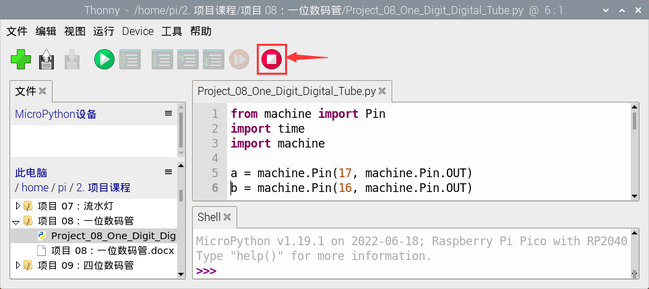 Thonny - /home/pi/2. 项目课程/项目 08：一位数码管/Project_08_One_Digit_Digital_Tube.py @ 6 : 1
文件 编辑 视图 运行 Device 工具 帮助
文件
MicroPython设备
此电脑
/ home / pi / 2. 项目课程
项目 07：流水灯
项目 08：一位数码管
Project_08_One_Digit_Dig
项目 08：一位数码管.docx
项目 09：四位数码管
Project_08_One_Digit_Digital_Tube.py
1 from machine import Pin
2 import time
3 import machine
4
5 a = machine.Pin(17, machine.Pin.OUT)
6 b = machine.Pin(16, machine.Pin.OUT)
Shell
MicroPython v1.19.1 on 2022-06-18; Raspberry Pi Pico with RP2040
Type "help()" for more information.
>>>